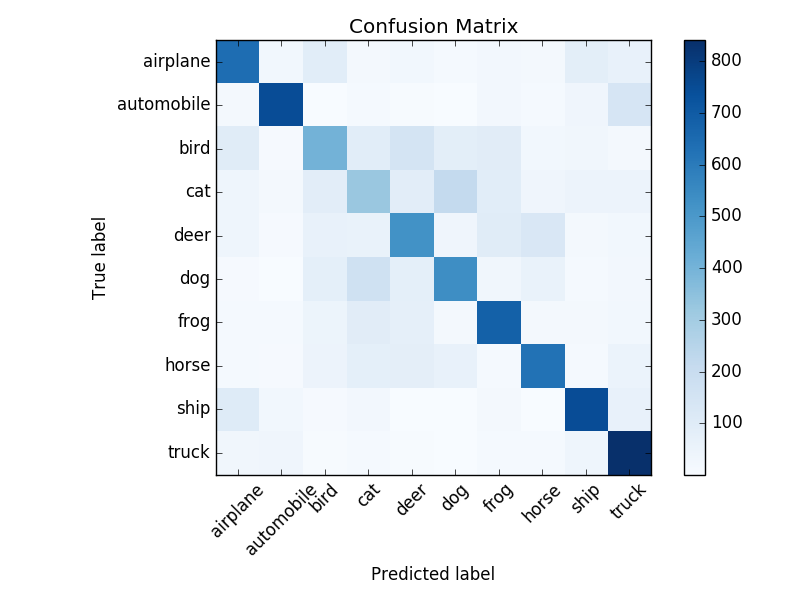 Confusion Matrix
True label
airplane
automobile
bird
cat
deer
dog
frog
horse
ship
truck
airplane
automobile
bird
cat
deer
dog
frog
horse
ship
truck
Predicted label
800
700
600
500
400
300
200
100